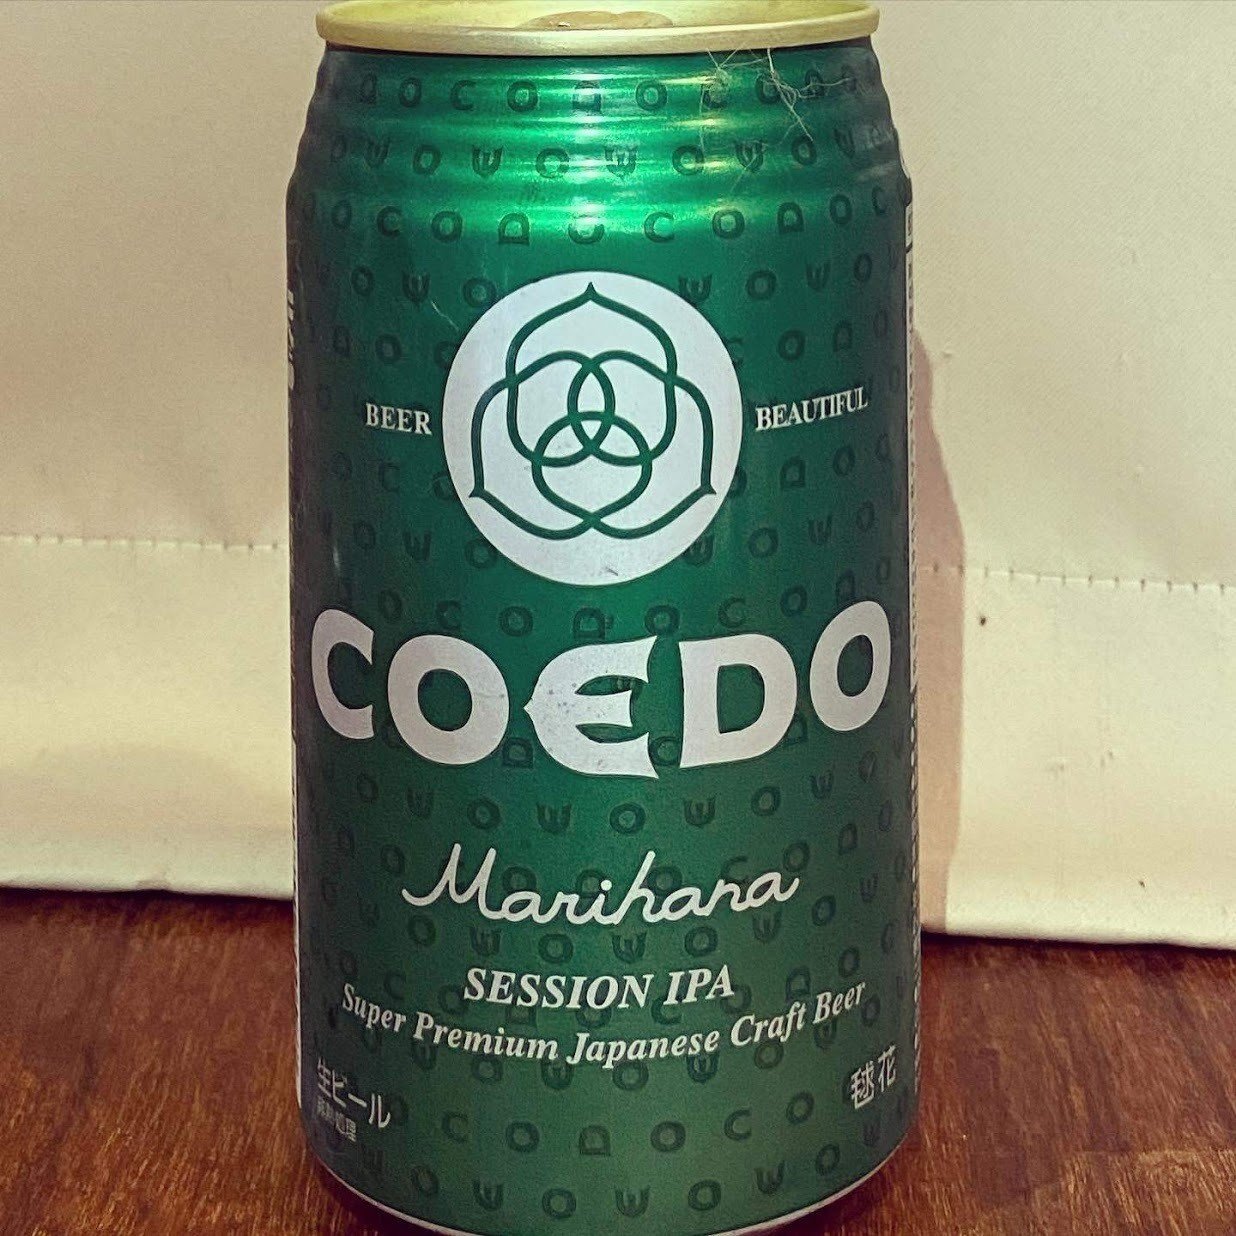 BEER
BEAUTIFUL
COEDO
Marihana
SESSION IPA
Super Premium Japanese Craft Beer
生ビール
毬花